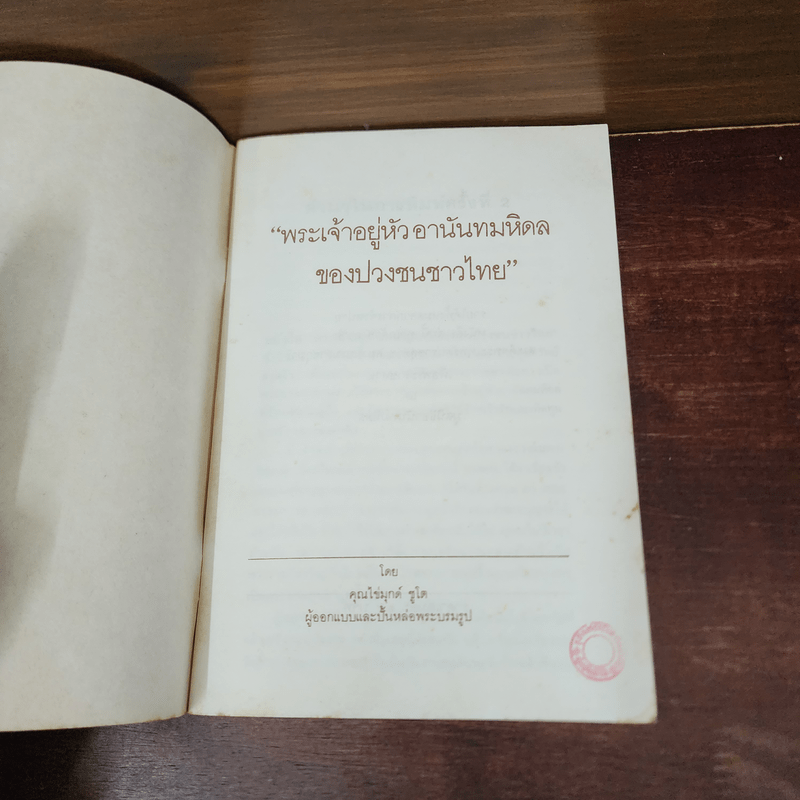 “พระเจ้าอยู่หัว อานันทมหิดล
ของปวงชนชาวไทย”
โดย
คุณไข่มุกด์ ชูโต
ผู้ออกแบบและปั้นหล่อพระบรมรูป